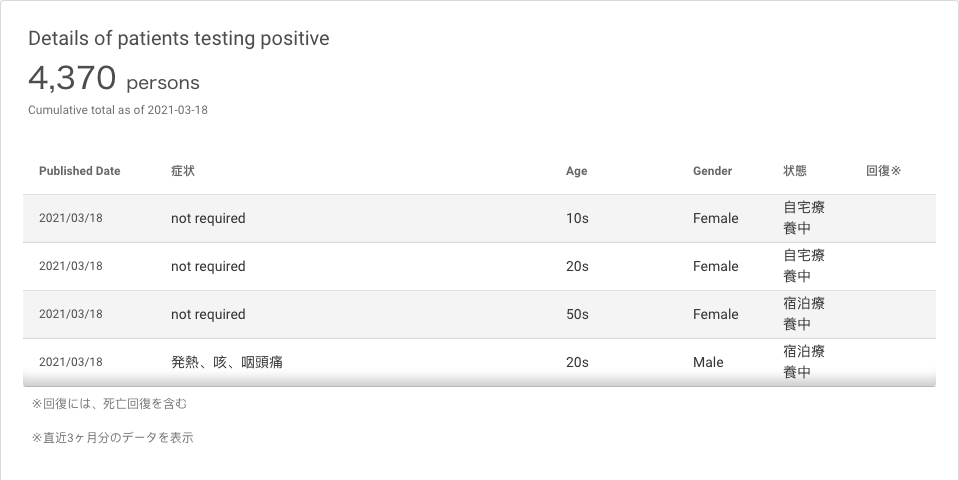 Details of patients testing positive
4,370 persons
Cumulative total as of 2021-03-18
Published Date 症状 Age Gender 状態 回復※
2021/03/18 not required 10s Female 自宅療
養中
2021/03/18 not required 20s Female 自宅療
養中
2021/03/18 not required 50s Female 宿泊療
養中
2021/03/18 発熱、咳、咽頭痛 20s Male 宿泊療
養中
※回復には、死亡回復を含む
※直近3ヶ月分のデータを表示